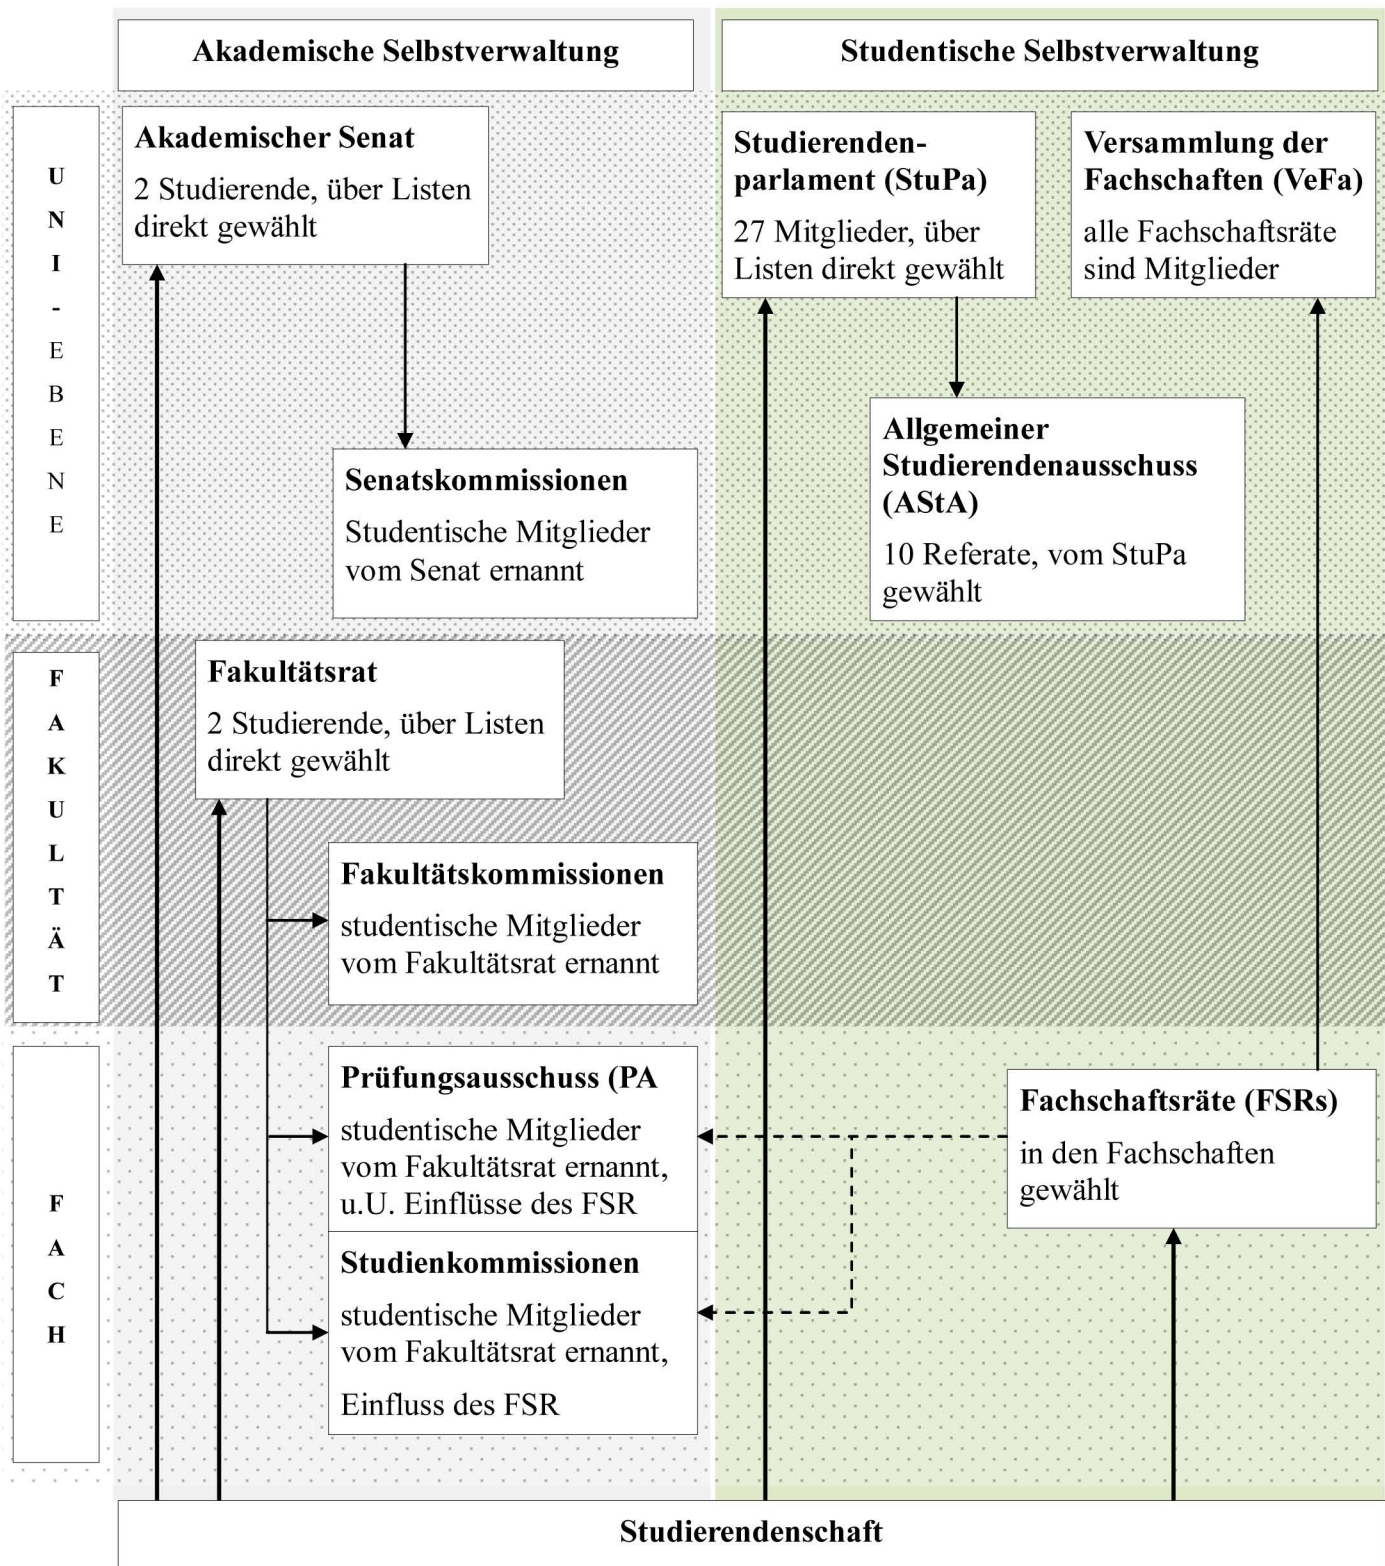 Akademische Selbstverwaltung
Studentische Selbstverwaltung
UNI-EBENE
Akademischer Senat
2 Studierende, über Listen
direkt gewählt
Studierenden-
parlament (StuPa)
27 Mitglieder, über
Listen direkt gewählt
Versammlung der
Fachschaften (VeFa)
alle Fachschaftsräte
sind Mitglieder
Senatskommissionen
Studentische Mitglieder
vom Senat ernannt
Allgemeiner
Studierendenausschuss
(AStA)
10 Referate, vom StuPa
gewählt
FAKULTÄT
Fakultätsrat
2 Studierende, über Listen
direkt gewählt
Fakultätskommissionen
studentische Mitglieder
vom Fakultätsrat ernannt
FACH
Prüfungsausschuss (PA
studentische Mitglieder
vom Fakultätsrat ernannt,
u.U. Einflüsse des FSR
Studienkommissionen
studentische Mitglieder
vom Fakultätsrat ernannt,
Einfluss des FSR
Fachschaftsräte (FSRs)
in den Fachschaften
gewählt
Studierendenschaft